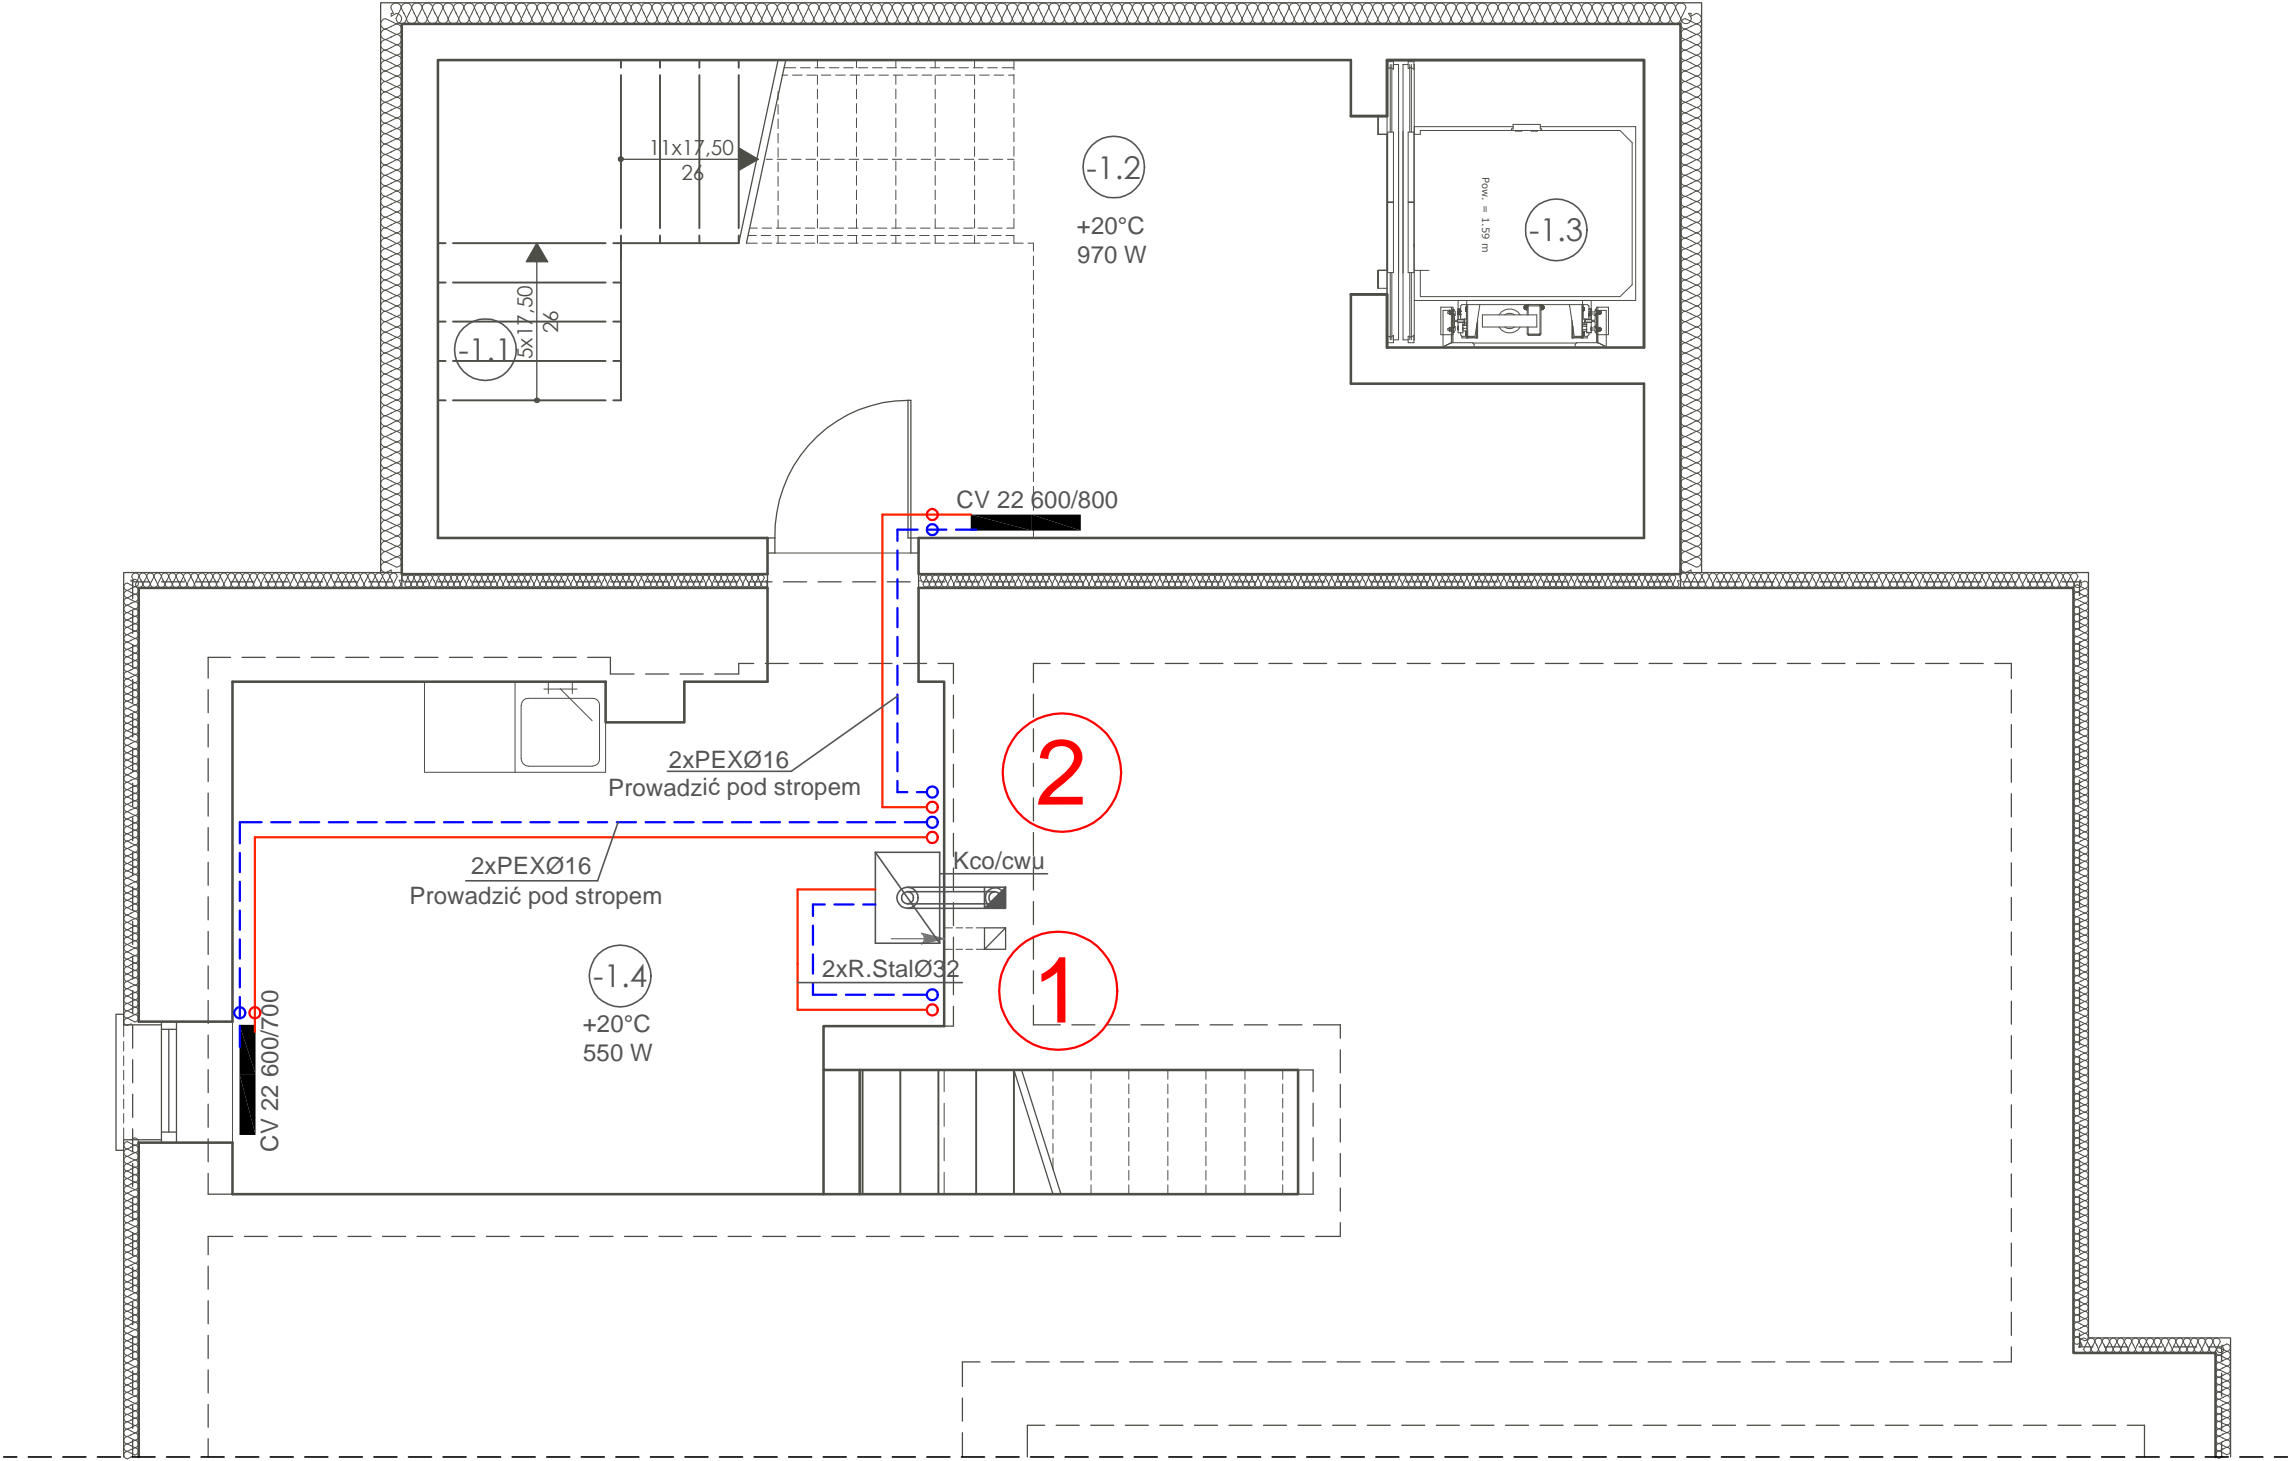 11x17,50
26
-1.2
+20°C
970 W
Pow. = 1.59 m
-1.3
5x17,50
26
-1.1
CV 22 600/800
2xPEXØ16
Prowadzić pod stropem
2
2xPEXØ16
Prowadzić pod stropem
Kco/cwu
2xR.StalØ32
1
-1.4
+20°C
550 W
CV 22 600/700